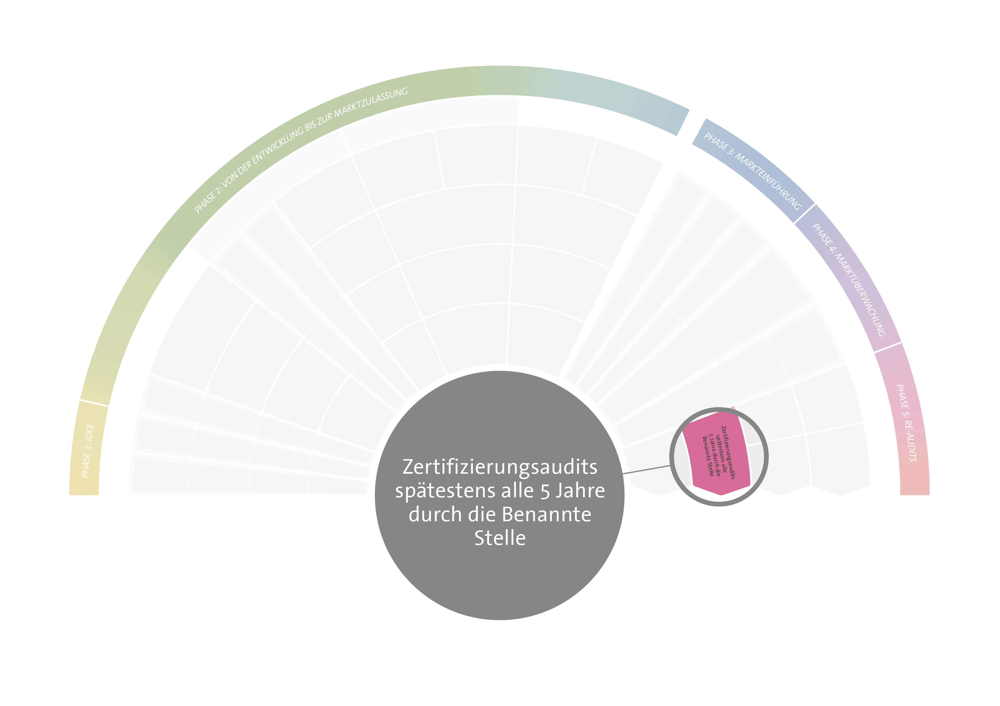 PHASE 1: IDEE
PHASE 2: VON DER ENTWICKLUNG BIS ZUR MARKTZULASSUNG
PHASE 3: MARKTEINFÜHRUNG
PHASE 4: MARKTÜBERWACHUNG
PHASE 5: RE-AUDITS
Zertifizierungsaudits
spätestens alle
5 Jahre durch die
Benannte Stelle
Zertifizierungsaudits
spätestens alle 5 Jahre
durch die Benannte
Stelle